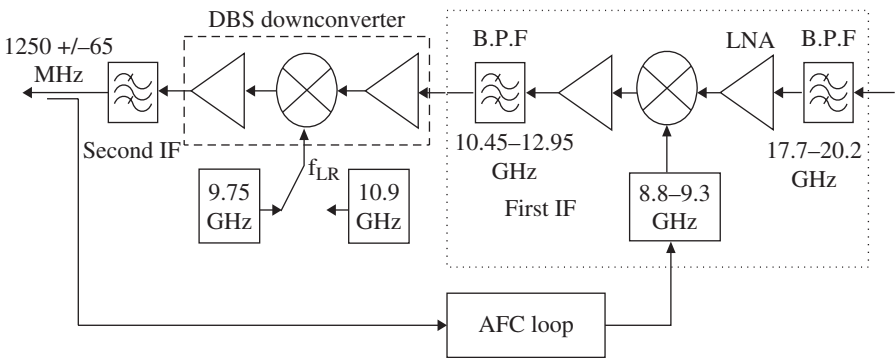 DBS downconverter
1250 +/–65
MHz
B.P.F
LNA
B.P.F
Second IF
10.45–12.95
GHz
17.7–20.2
GHz
f_LR
9.75
GHz
10.9
GHz
First IF
8.8–9.3
GHz
AFC loop